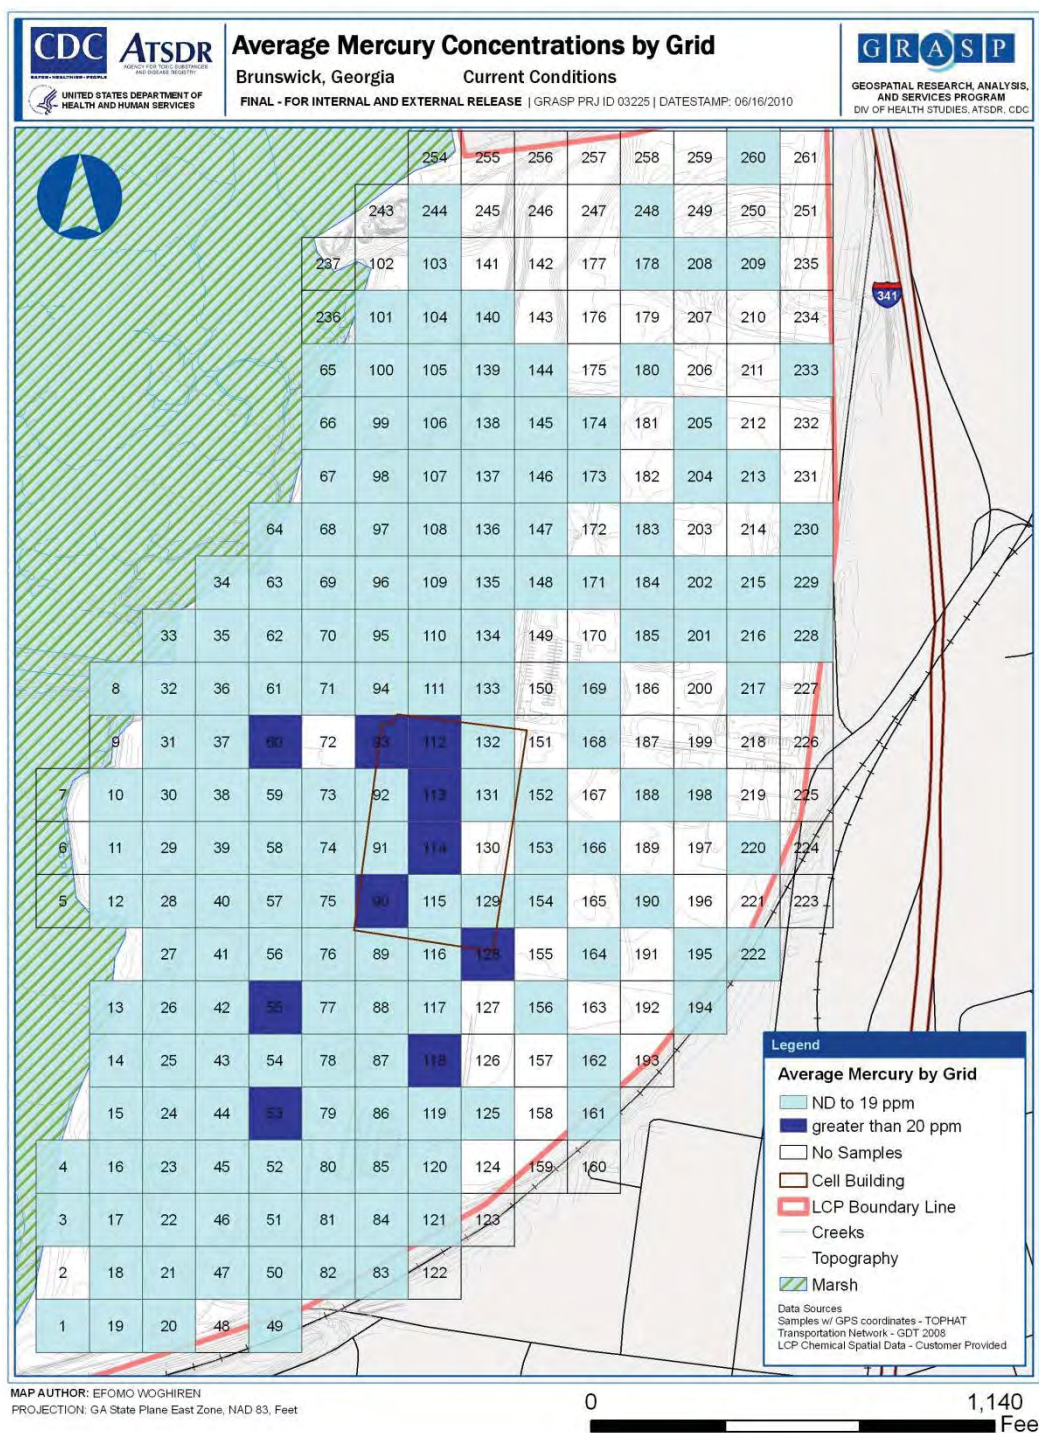 CDC
SAFER • HEALTHIER • PEOPLE
ATSDR
AGENCY FOR TOXIC SUBSTANCES
AND DISEASE REGISTRY
UNITED STATES DEPARTMENT OF
HEALTH AND HUMAN SERVICES
Average Mercury Concentrations by Grid
Brunswick, Georgia Current Conditions
FINAL - FOR INTERNAL AND EXTERNAL RELEASE | GRASP PRJ ID 03225 | DATESTAMP: 06/16/2010
GRASP
GEOSPATIAL RESEARCH, ANALYSIS,
AND SERVICES PROGRAM
DIV OF HEALTH STUDIES, ATSDR, CDC
254 255 256 257 258 259 260 261
243 244 245 246 247 248 249 250 251
237 102 103 141 142 177 178 208 209 235
341
236 101 104 140 143 176 179 207 210 234
65 100 105 139 144 175 180 206 211 233
66 99 106 138 145 174 181 205 212 232
67 98 107 137 146 173 182 204 213 231
64 68 97 108 136 147 172 183 203 214 230
34 63 69 96 109 135 148 171 184 202 215 229
33 35 62 70 95 110 134 149 170 185 201 216 228
8 32 36 61 71 94 111 133 150 169 186 200 217 227
9 31 37 60 72 93 112 132 151 168 187 199 218 226
7 10 30 38 59 73 92 113 131 152 167 188 198 219 225
6 11 29 39 58 74 91 114 130 153 166 189 197 220 224
5 12 28 40 57 75 90 115 129 154 165 190 196 221 223
27 41 56 76 89 116 128 155 164 191 195 222
13 26 42 55 77 88 117 127 156 163 192 194
14 25 43 54 78 87 118 126 157 162 193
15 24 44 53 79 86 119 125 158 161
4 16 23 45 52 80 85 120 124 159 160
3 17 22 46 51 81 84 121 123
2 18 21 47 50 82 83 122
1 19 20 48 49
Legend
Average Mercury by Grid
ND to 19 ppm
greater than 20 ppm
No Samples
Cell Building
LCP Boundary Line
Creeks
Topography
Marsh
Data Sources
Samples w/ GPS coordinates - TOPHAT
Transportation Network - GDT 2008
LCP Chemical Spatial Data - Customer Provided
MAP AUTHOR: EFOMO WOGHIREN
PROJECTION: GA State Plane East Zone, NAD 83, Feet
0 1,140
Fee